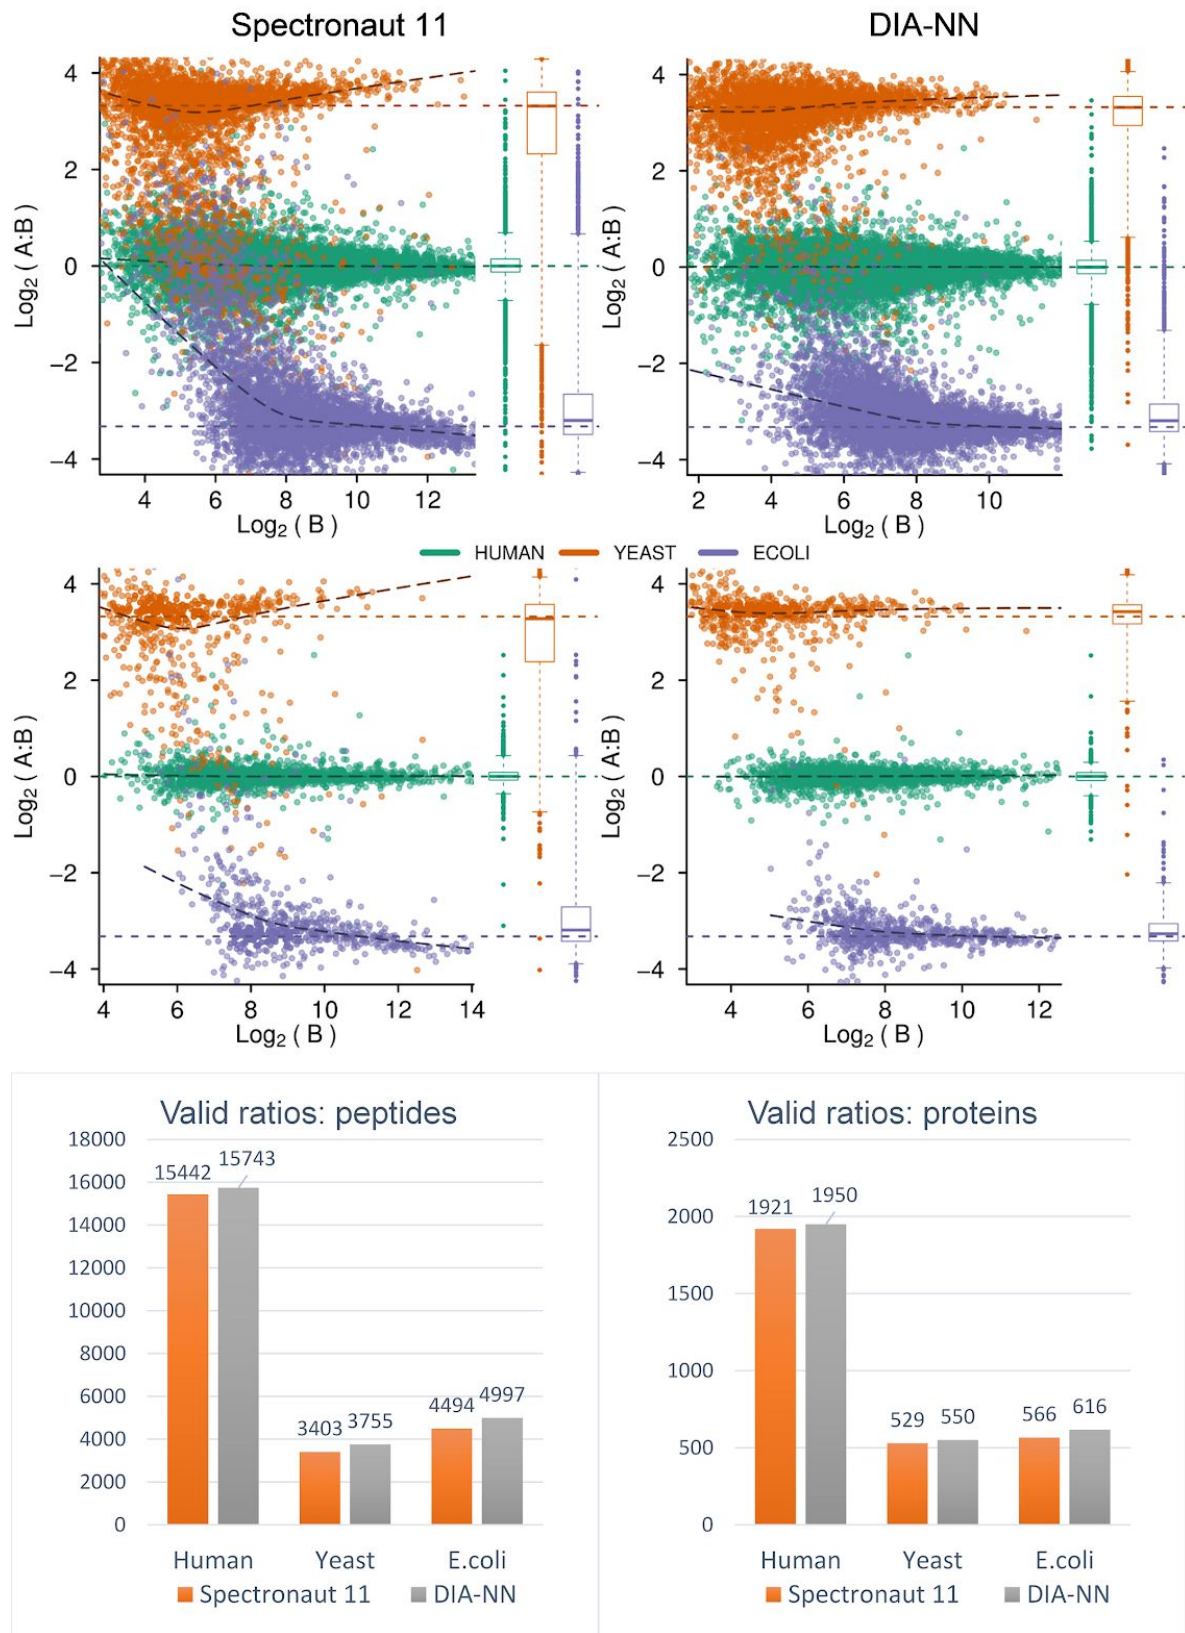 Spectronaut 11
DIA-NN
4
2
0
−2
−4
Log2 ( A:B )
4 6 8 10 12
Log2 ( B )
4
2
0
−2
−4
Log2 ( A:B )
2 4 6 8 10
Log2 ( B )
HUMAN YEAST ECOLI
4
2
0
−2
−4
Log2 ( A:B )
4 6 8 10 12 14
Log2 ( B )
4
2
0
−2
−4
Log2 ( A:B )
4 6 8 10 12
Log2 ( B )
Valid ratios: peptides
18000
16000
14000
12000
10000
8000
6000
4000
2000
0
15442 15743
3403 3755
4494 4997
Human Yeast E.coli
Spectronaut 11 DIA-NN
Valid ratios: proteins
2500
2000
1500
1000
500
0
1921 1950
529 550
566 616
Human Yeast E.coli
Spectronaut 11 DIA-NN